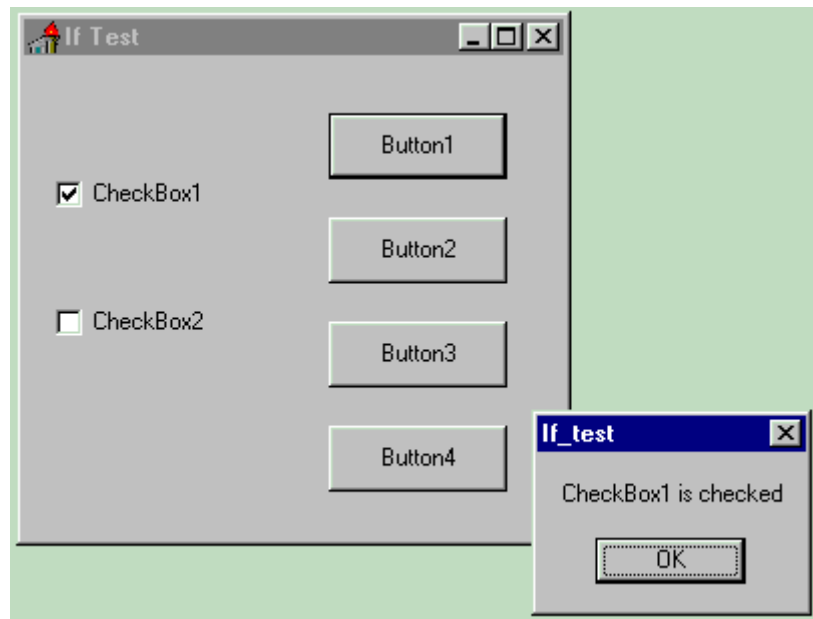 If Test
Button1
CheckBox1
Button2
CheckBox2
Button3
Button4
If_test
CheckBox1 is checked
OK